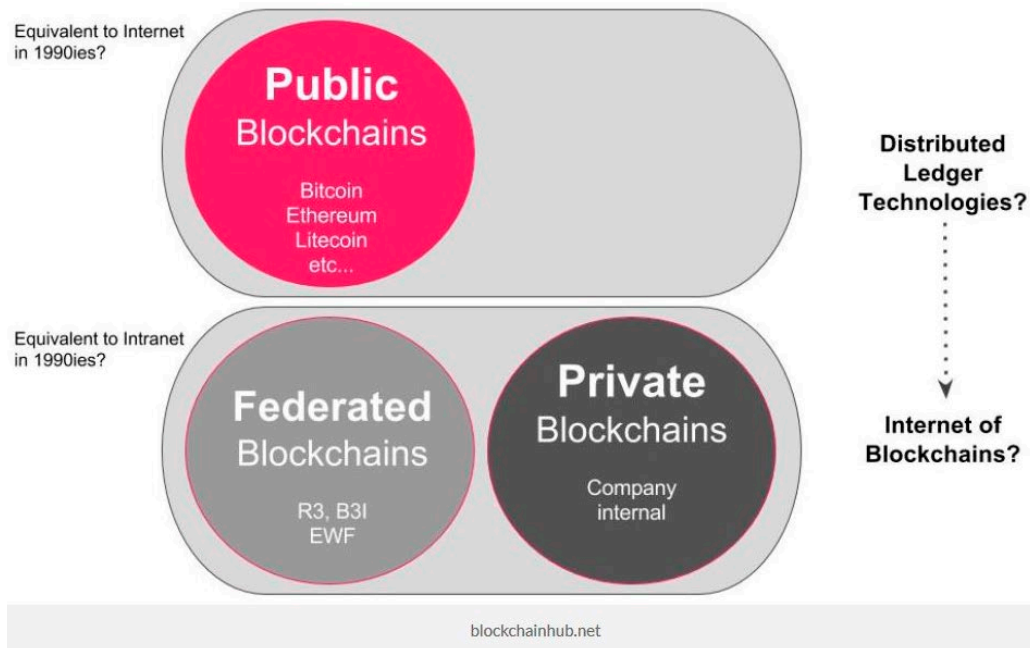 Equivalent to Internet
in 1990ies?
Public
Blockchains
Bitcoin
Ethereum
Litecoin
etc...
Distributed
Ledger
Technologies?
Equivalent to Intranet
in 1990ies?
Federated
Blockchains
R3, B3I
EWF
Private
Blockchains
Company
internal
Internet of
Blockchains?
blockchainhub.net